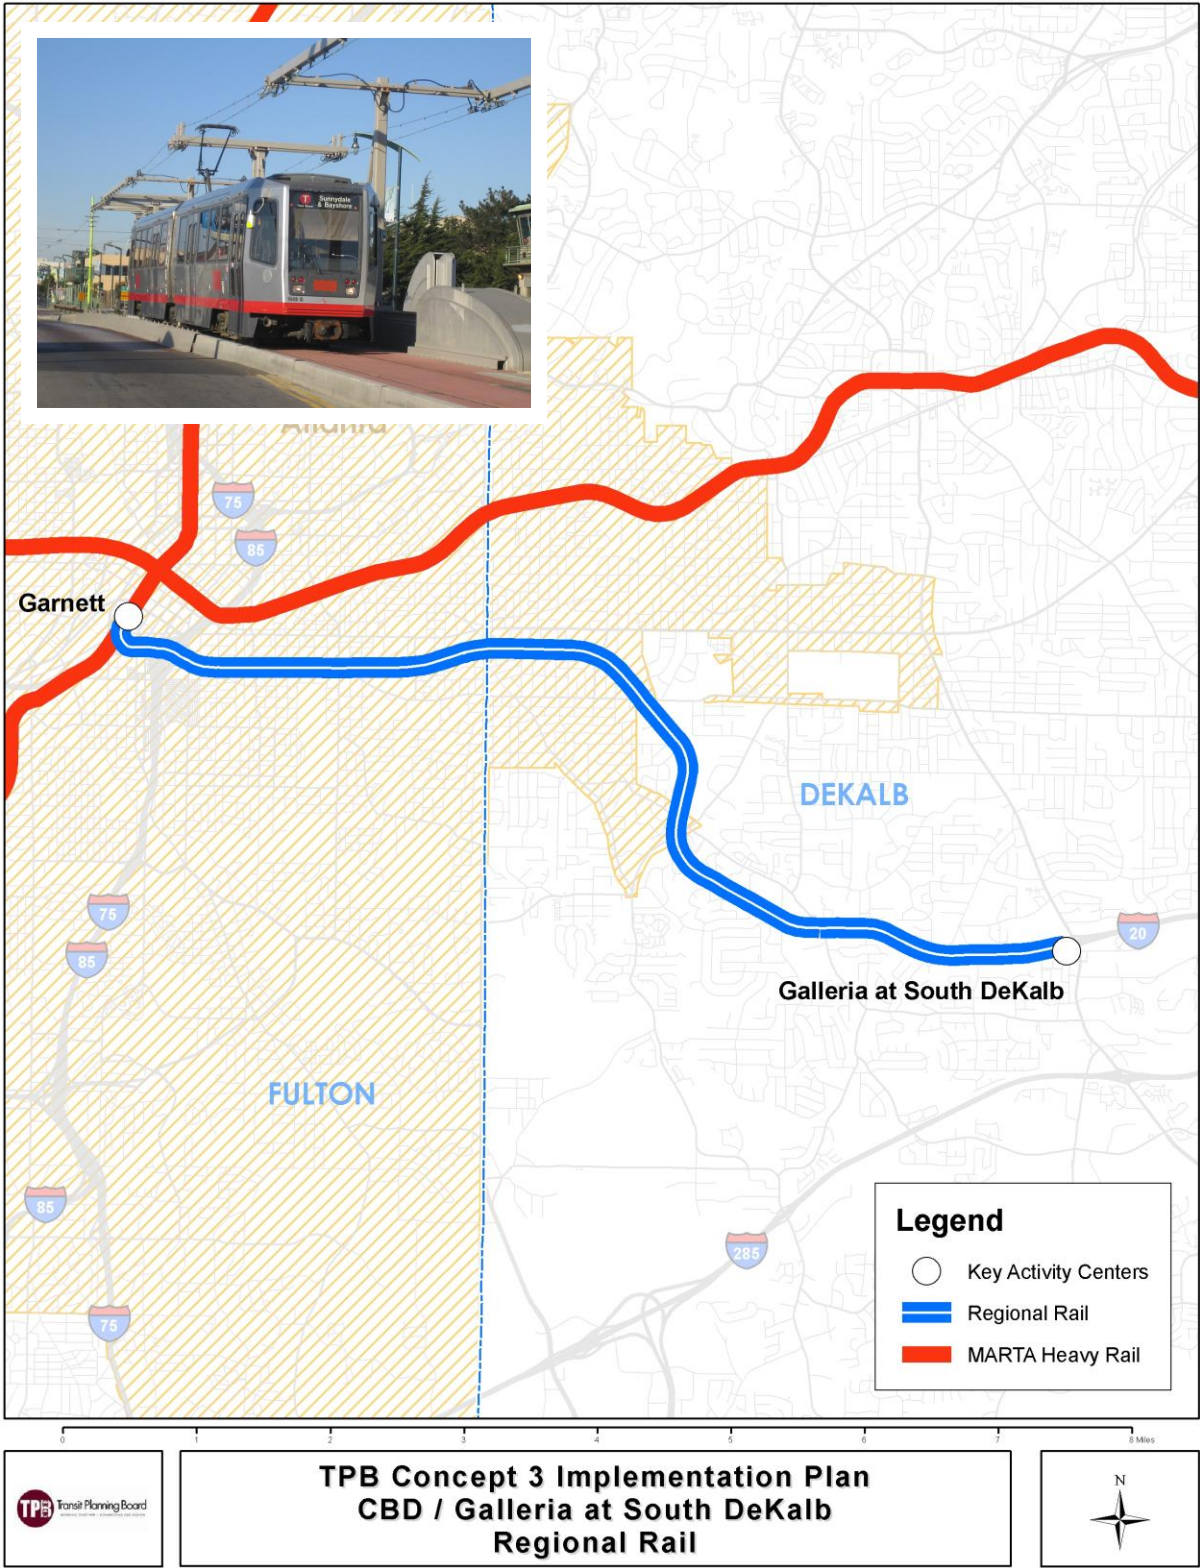 T Sunnydale
& Bayshore
Atlanta
75
85
Garnett
DEKALB
75
85
20
Galleria at South DeKalb
FULTON
85
285
75
Legend
Key Activity Centers
Regional Rail
MARTA Heavy Rail
0 1 2 3 4 5 6 7 8 Miles
TPB Transit Planning Board
TPB Concept 3 Implementation Plan
CBD / Galleria at South DeKalb
Regional Rail
N